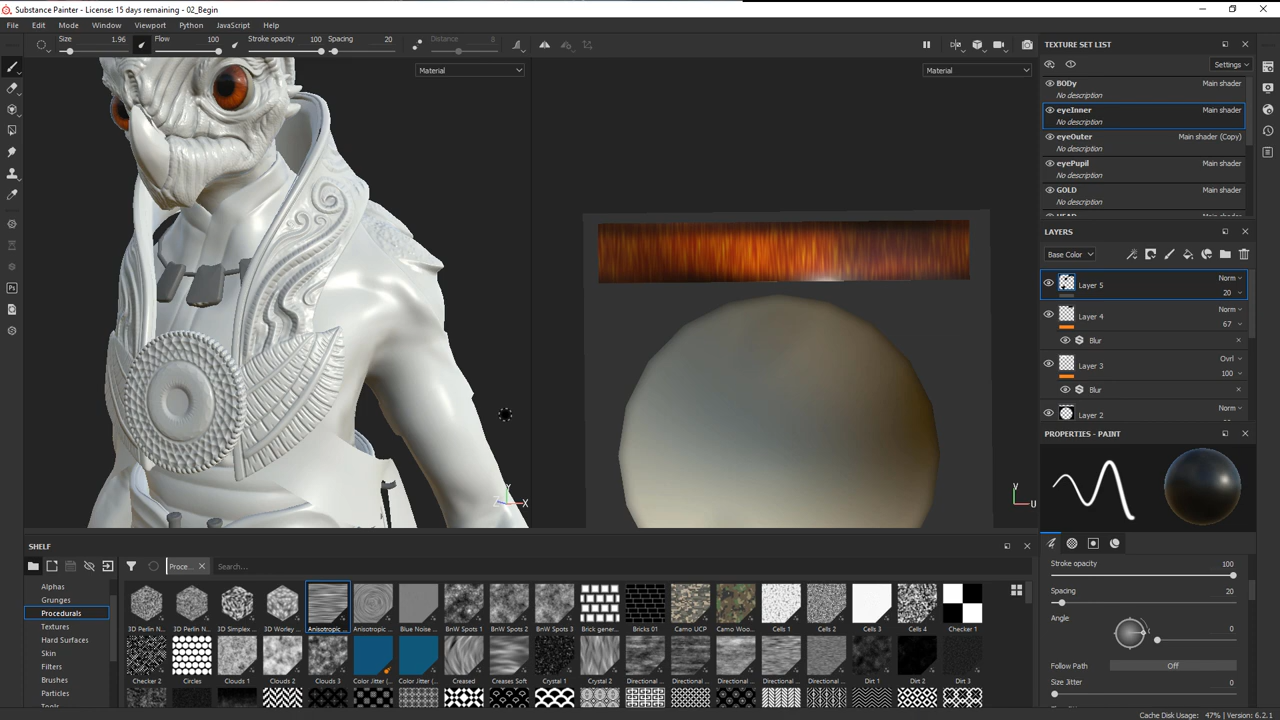 Substance Painter - License: 15 days remaining - 02_Begin
File Edit Mode Window Viewport Python JavaScript Help
Size 1.96 Flow 100 Stroke opacity 100 Spacing 20 Distance 8
Material
Material
TEXTURE SET LIST
Settings
BODy Main shader
No description
eyeInner Main shader
No description
eyeOuter Main shader (Copy)
No description
eyePupil Main shader
No description
GOLD Main shader
No description
HEAD Main shader
LAYERS
Base Color
Layer 5 Norm
20
Layer 4 Norm
67
Blur
Layer 3 Ovrl
100
Blur
Layer 2 Norm
PROPERTIES - PAINT
Stroke opacity 100
Spacing 20
Angle 0
Follow Path Off
Size Jitter 0
Y
Z X
V
U
SHELF
Proce... Search...
Alphas
Grunges
Procedurals
Textures
Hard Surfaces
Skin
Filters
Brushes
Particles
Tools
Ps
3D Perlin N... 3D Perlin N... 3D Simplex ... 3D Worley ... Anisotropic ... Anisotropic ... Blue Noise ... BnW Spots 1 BnW Spots 2 BnW Spots 3 Brick gener... Bricks 01 Camo UCP Camo Woo... Cells 1 Cells 2 Cells 3 Cells 4 Checker 1
Checker 2 Circles Clouds 1 Clouds 2 Clouds 3 Color Jitter (... Color Jitter (... Creased Creases Soft Crystal 1 Crystal 2 Directional ... Directional ... Directional ... Directional ... Directional ... Dirt 1 Dirt 2 Dirt 3
Cache Disk Usage: 47% | Version: 6.2.1